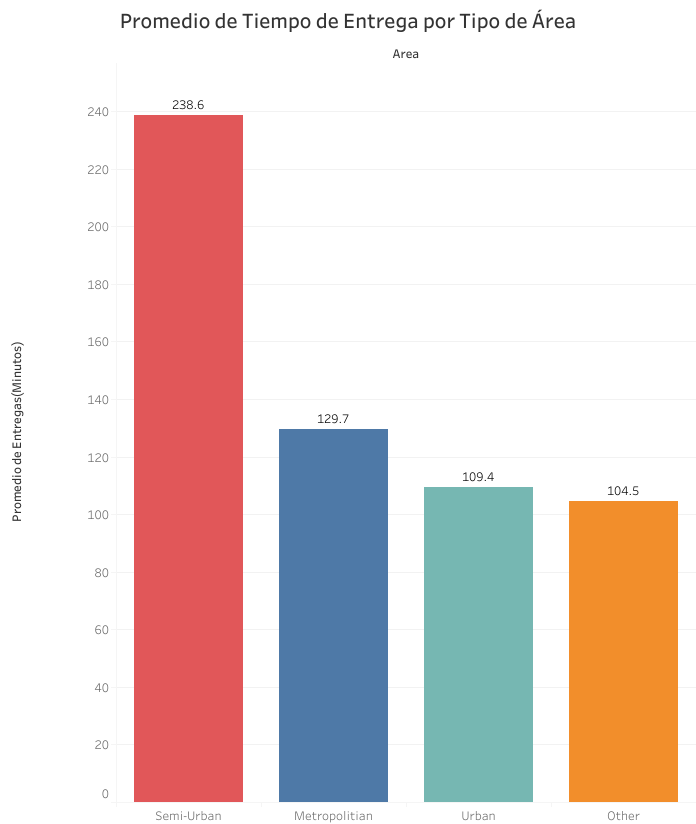 Promedio de Tiempo de Entrega por Tipo de Área
Area
Promedio de Entregas(Minutos)
240
220
200
180
160
140
120
100
80
60
40
20
0
238.6
129.7
109.4
104.5
Semi-Urban
Metropolitian
Urban
Other